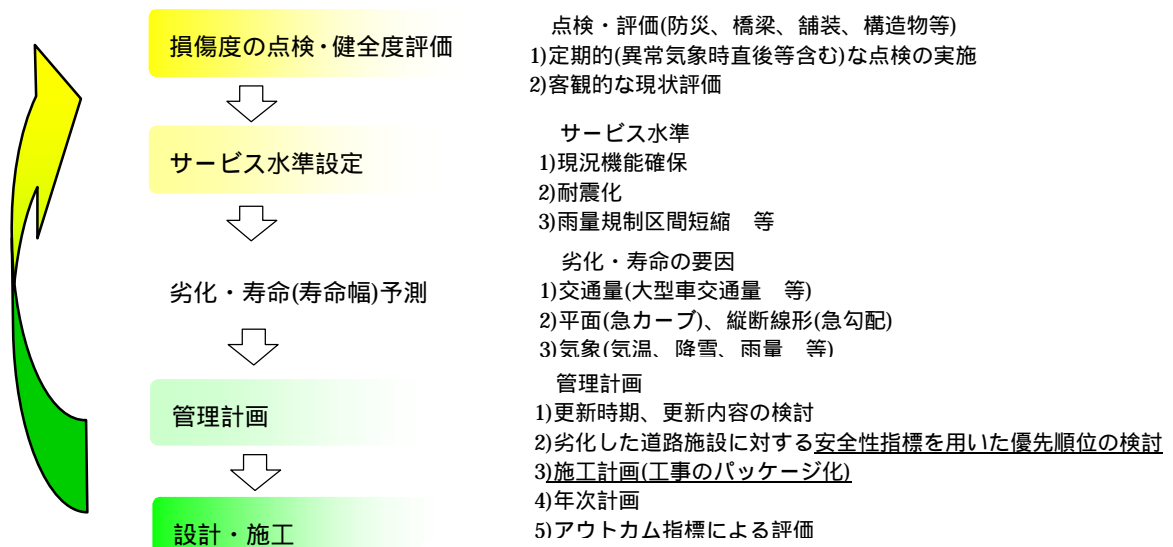 損傷度の点検・健全度評価
点検・評価(防災、橋梁、舗装、構造物等)
1)定期的(異常気象時直後等含む)な点検の実施
2)客観的な現状評価
サービス水準設定
サービス水準
1)現況機能確保
2)耐震化
3)雨量規制区間短縮 等
劣化・寿命(寿命幅)予測
劣化・寿命の要因
1)交通量(大型車交通量 等)
2)平面(急カーブ)、縦断線形(急勾配)
3)気象(気温、降雪、雨量 等)
管理計画
管理計画
1)更新時期、更新内容の検討
2)劣化した道路施設に対する安全性指標を用いた優先順位の検討
3)施工計画(工事のパッケージ化)
4)年次計画
5)アウトカム指標による評価
設計・施工